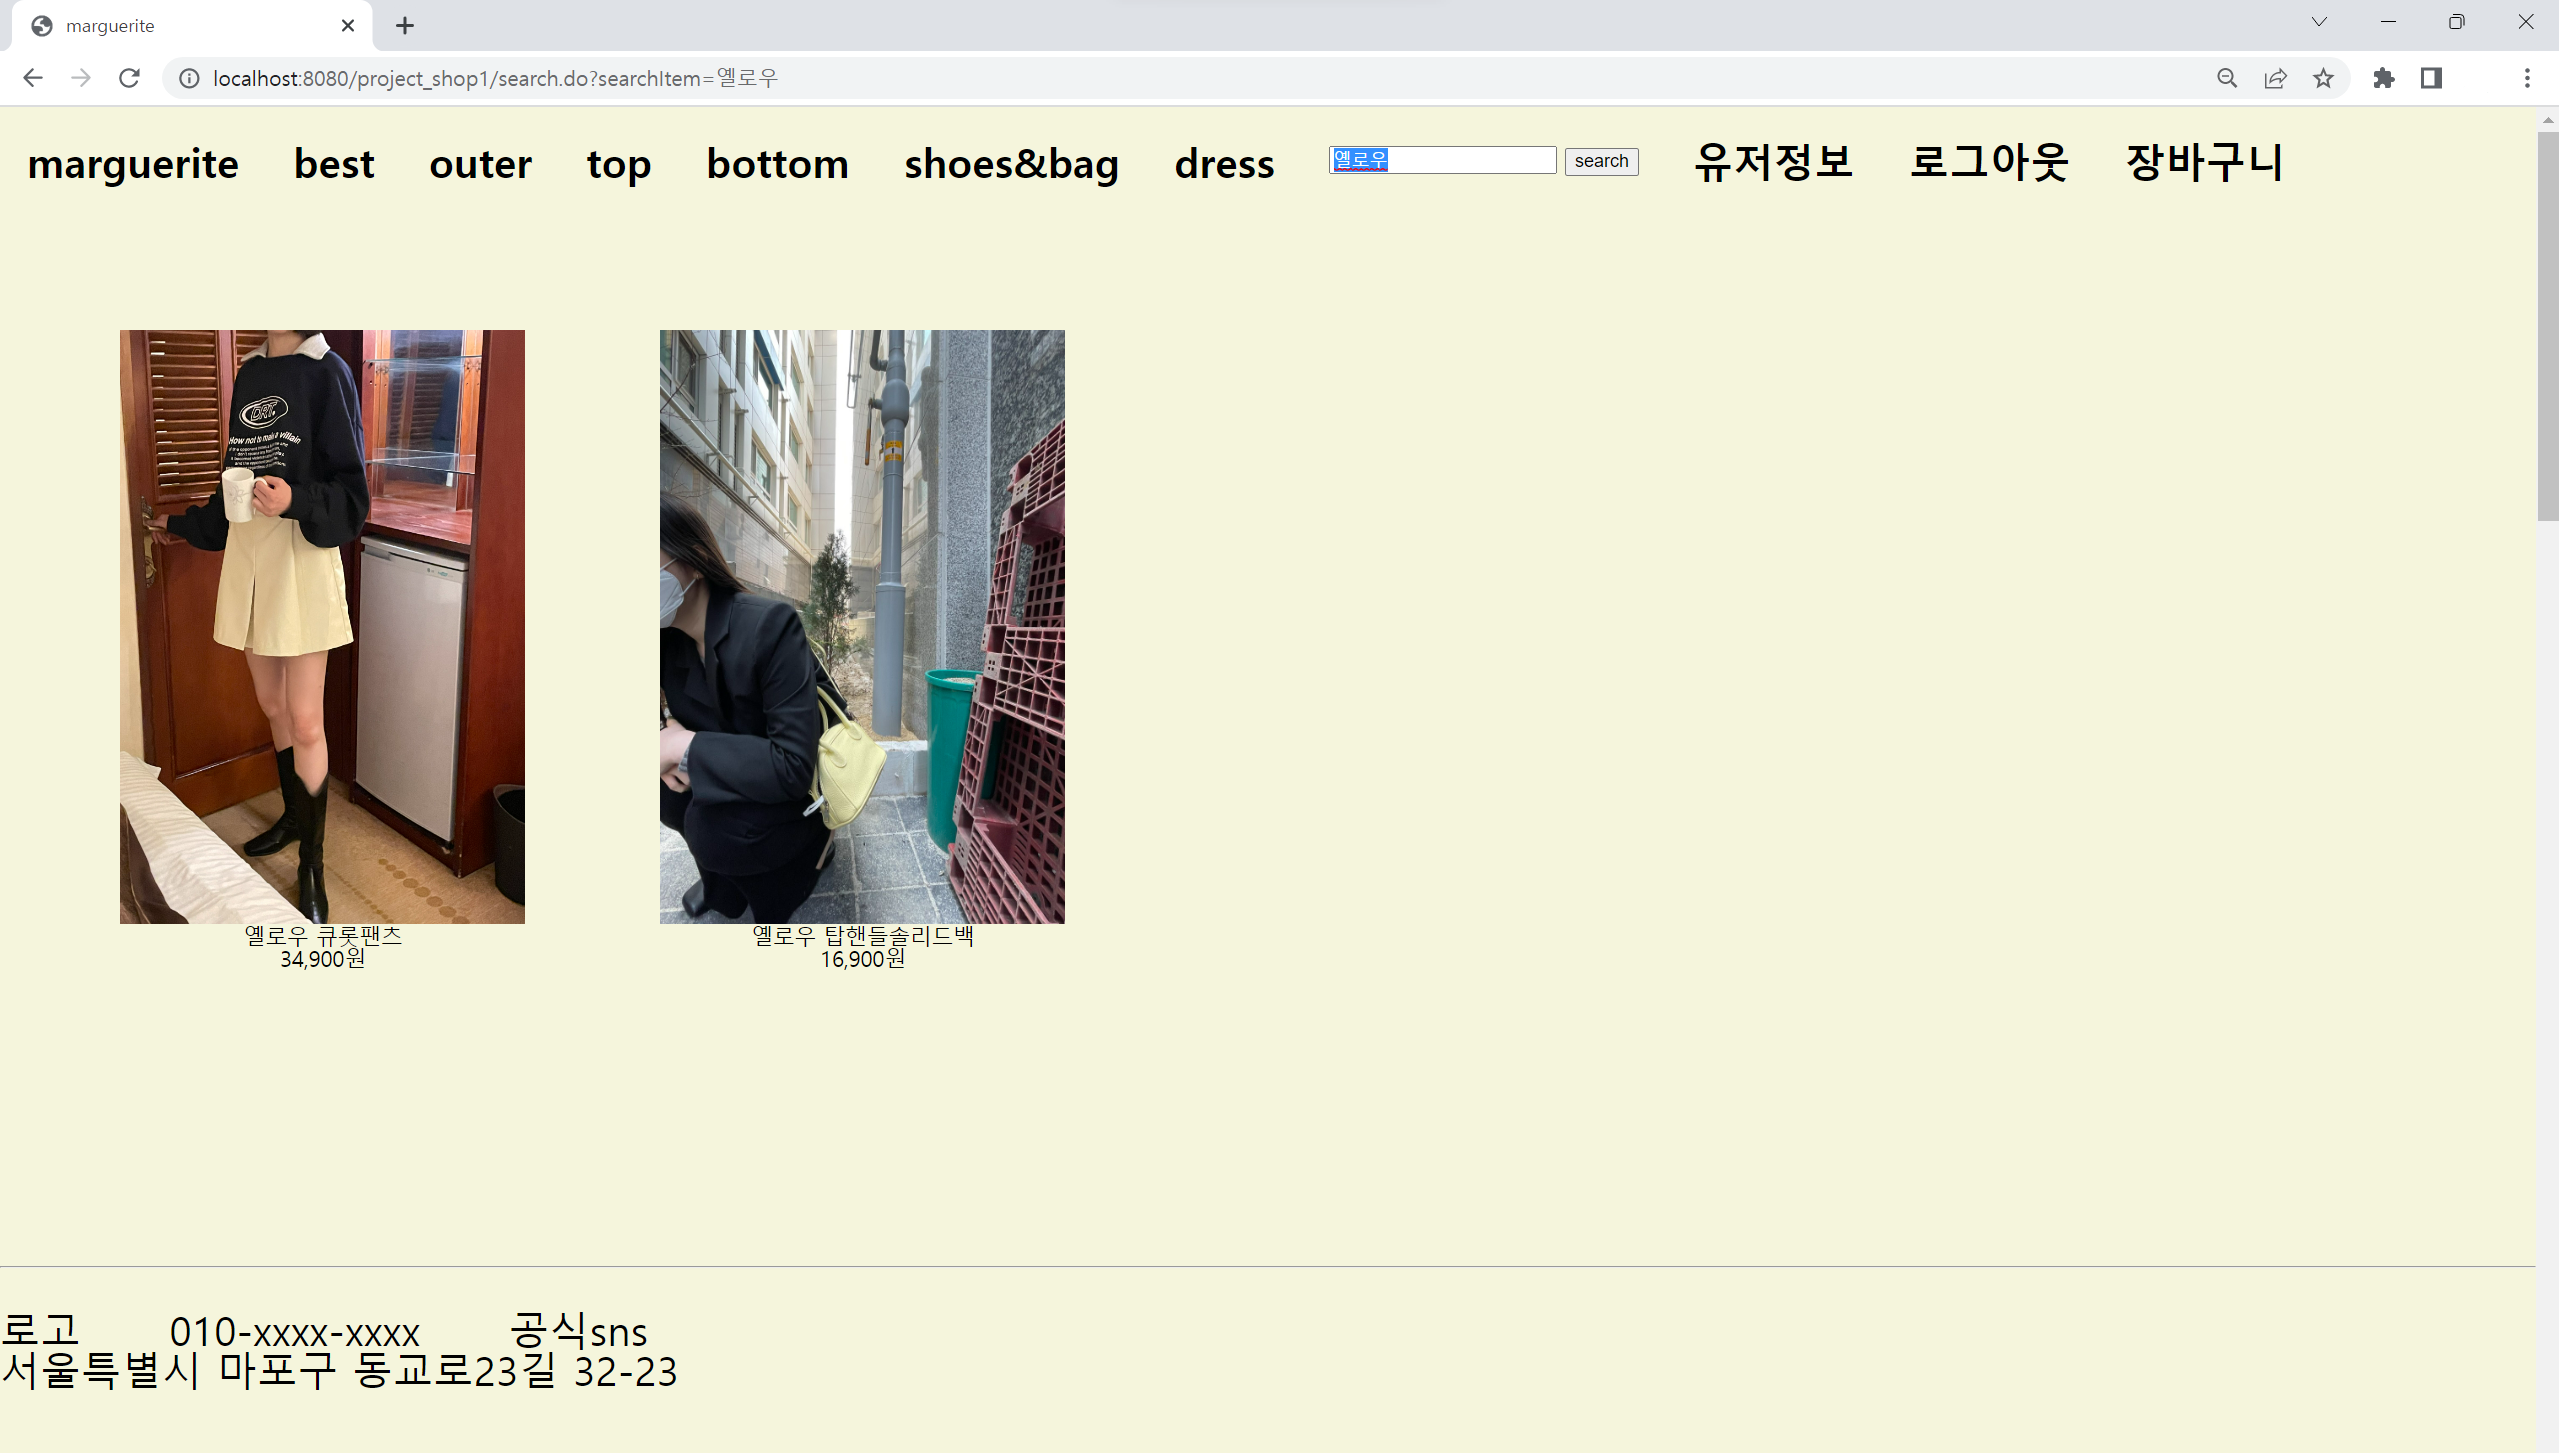 marguerite
localhost:8080/project_shop1/search.do?searchItem=옐로우
marguerite best outer top bottom shoes&bag dress 옐로우 search 유저정보 로그아웃 장바구니
DRT.
How not to make a villain
옐로우 큐롯팬츠
34,900원
옐로우 탑핸들솔리드백
16,900원
로고 010-xxxx-xxxx 공식sns
서울특별시 마포구 동교로23길 32-23